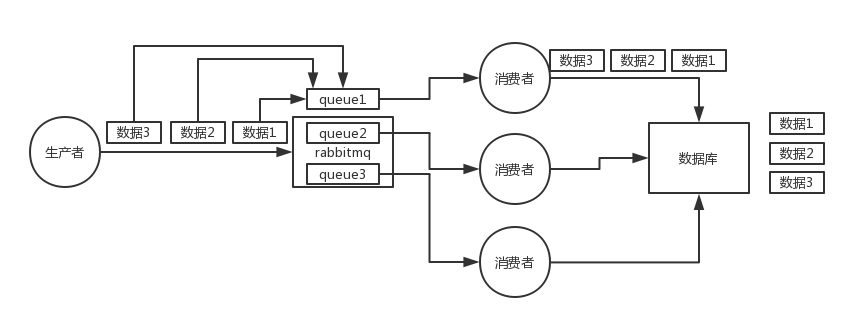 生产者
数据3
数据2
数据1
queue1
queue2
rabbitmq
queue3
消费者
数据3
数据2
数据1
消费者
消费者
数据库
数据1
数据2
数据3